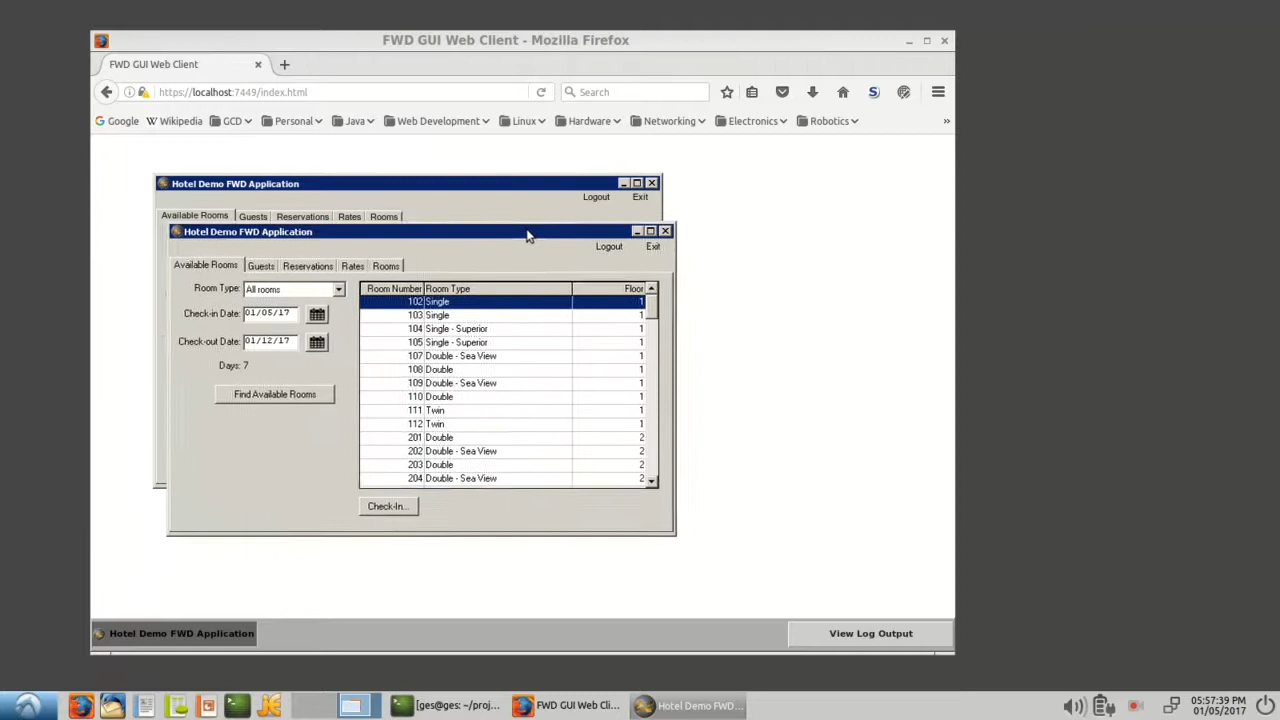 FWD GUI Web Client - Mozilla Firefox
FWD GUI Web Client
https://localhost:7449/index.html
Search
Google Wikipedia GCD Personal Java Web Development Linux Hardware Networking Electronics Robotics »
Hotel Demo FWD Application
Logout Exit
Available Rooms Guests Reservations Rates Rooms
Hotel Demo FWD Application
Logout Exit
Available Rooms Guests Reservations Rates Rooms
Room Type: All rooms
Check-in Date: 01/05/17
Check-out Date: 01/12/17
Days: 7
Find Available Rooms
Room Number Room Type Floor
102 Single 1
103 Single 1
104 Single - Superior 1
105 Single - Superior 1
107 Double - Sea View 1
108 Double 1
109 Double - Sea View 1
110 Double 1
111 Twin 1
112 Twin 1
201 Double 2
202 Double - Sea View 2
203 Double 2
204 Double - Sea View 2
Check-In...
Hotel Demo FWD Application
View Log Output
[ges@ges: ~/proj... FWD GUI Web Cli... Hotel Demo FWD...
05:57:39 PM
01/05/2017